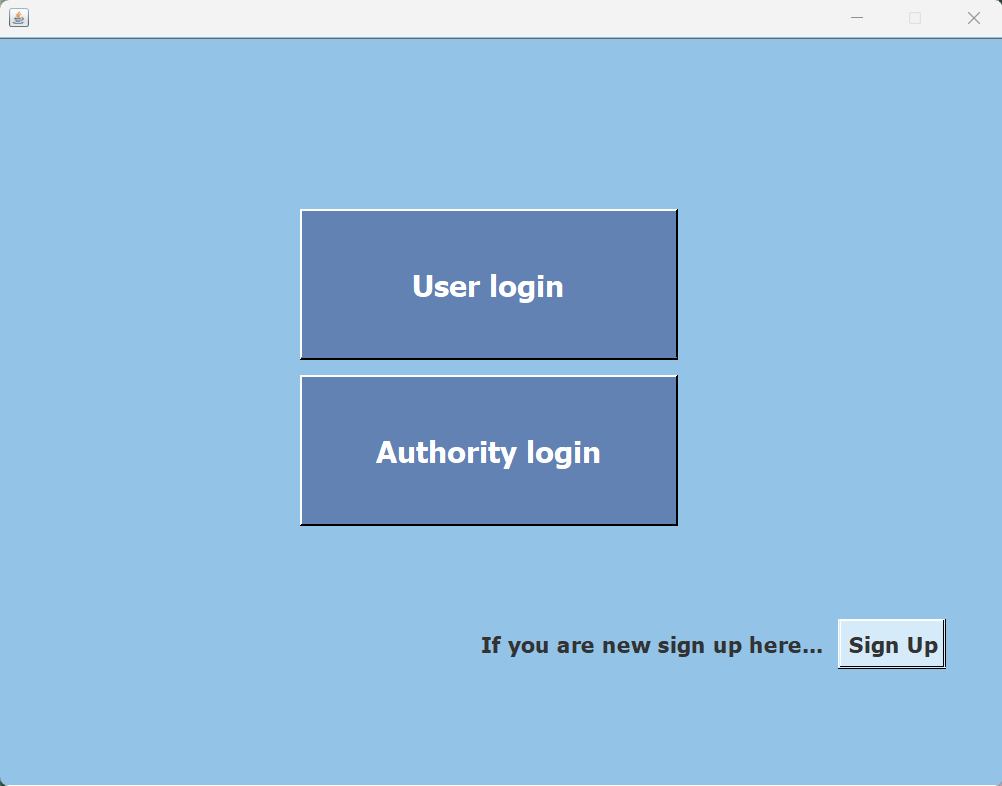 User login
Authority login
If you are new sign up here...
Sign Up